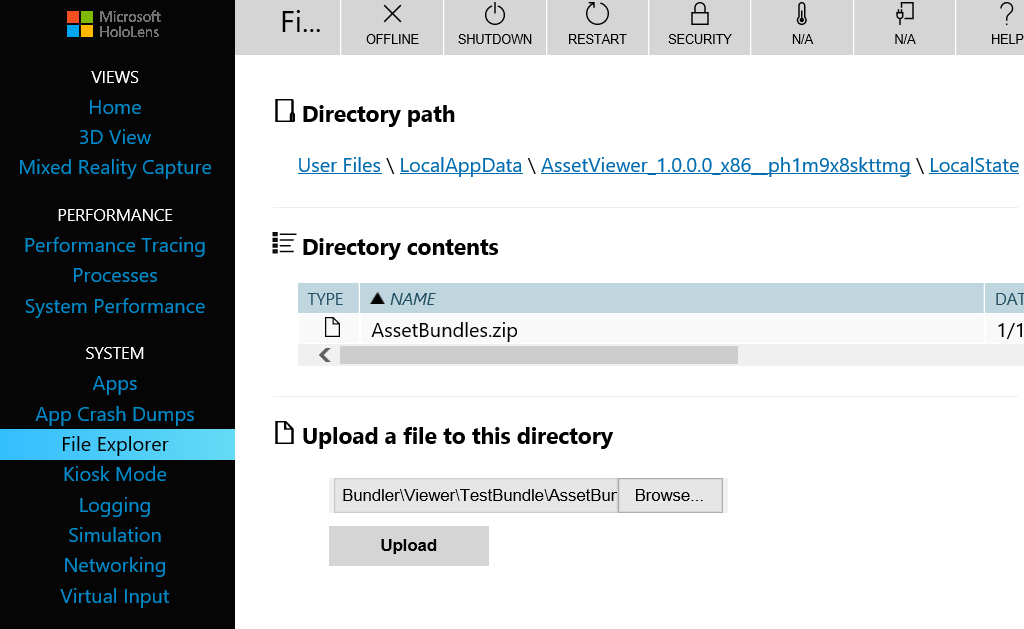 Microsoft
HoloLens
VIEWS
Home
3D View
Mixed Reality Capture
PERFORMANCE
Performance Tracing
Processes
System Performance
SYSTEM
Apps
App Crash Dumps
File Explorer
Kiosk Mode
Logging
Simulation
Networking
Virtual Input
Fi...
OFFLINE
SHUTDOWN
RESTART
SECURITY
N/A
N/A
HELP
Directory path
User Files \ LocalAppData \ AssetViewer_1.0.0.0_x86__ph1m9x8skttmg \ LocalState
Directory contents
TYPE ▲ NAME DAT
AssetBundles.zip 1/1
Upload a file to this directory
Bundler\Viewer\TestBundle\AssetBur Browse...
Upload